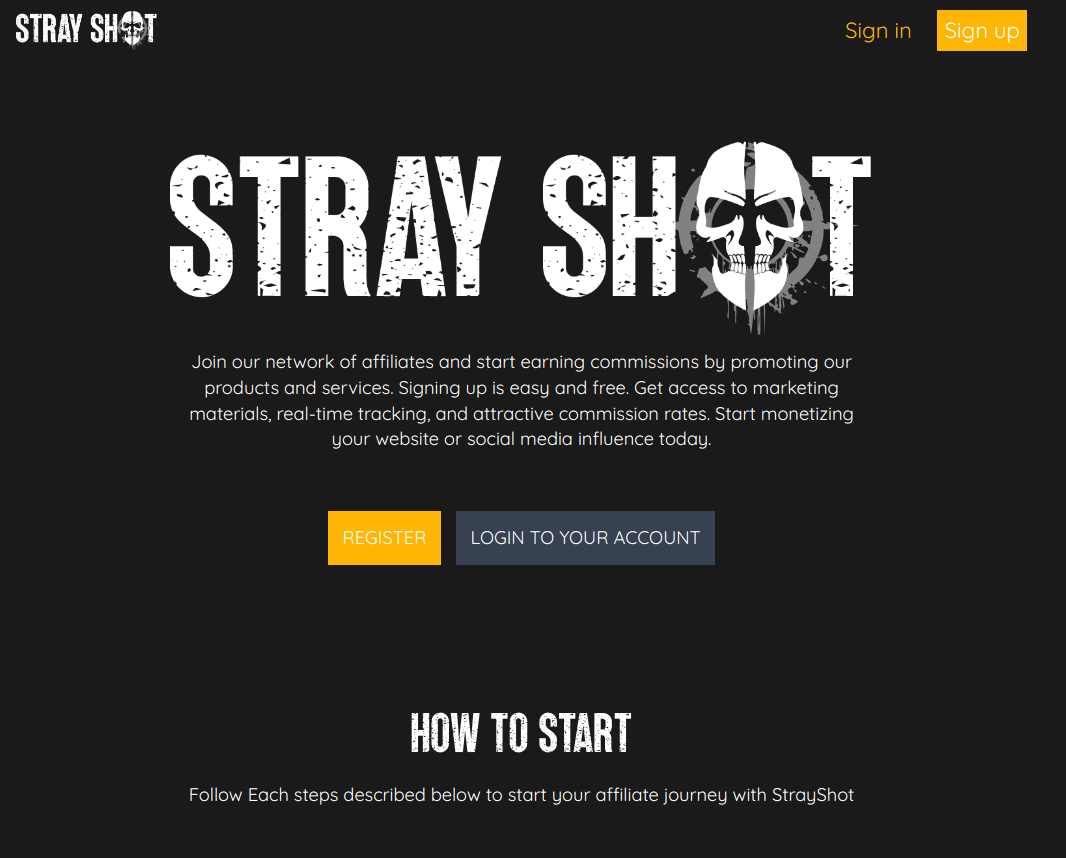 STRAY SHOT
Sign in
Sign up
STRAY SHOT
Join our network of affiliates and start earning commissions by promoting our
products and services. Signing up is easy and free. Get access to marketing
materials, real-time tracking, and attractive commission rates. Start monetizing
your website or social media influence today.
REGISTER
LOGIN TO YOUR ACCOUNT
HOW TO START
Follow Each steps described below to start your affiliate journey with StrayShot